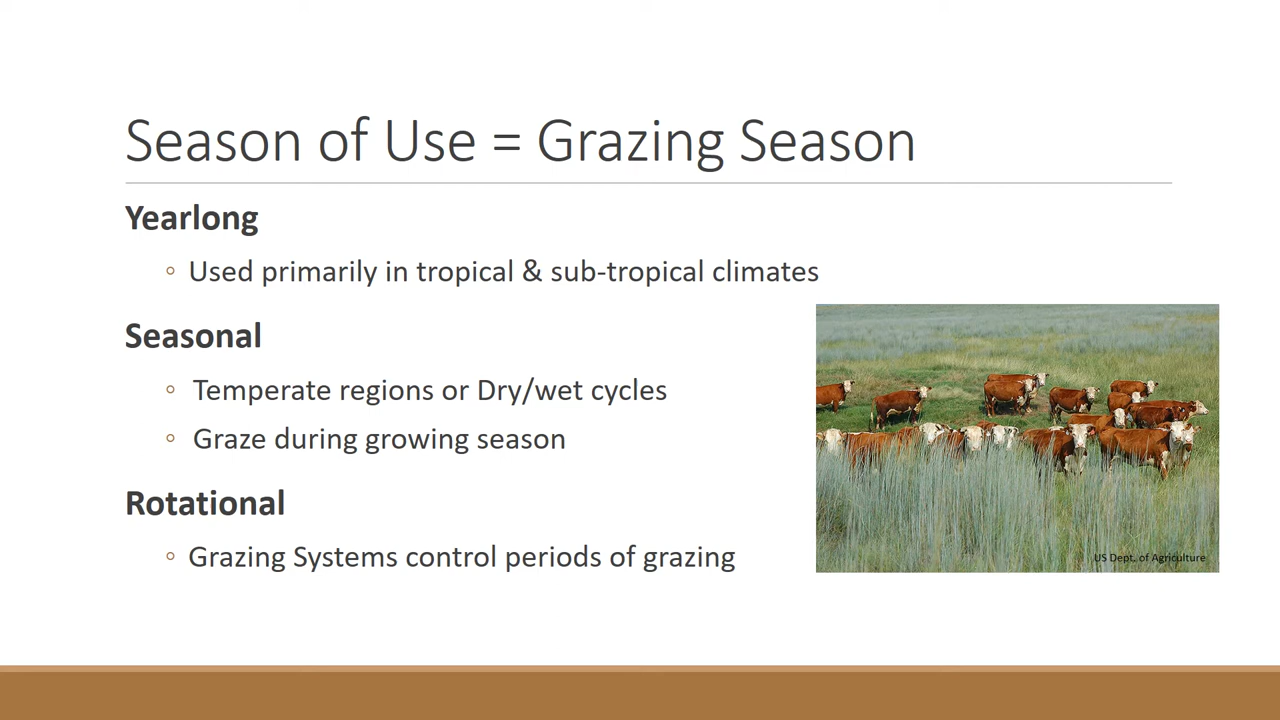 Season of Use = Grazing Season
Yearlong
◦ Used primarily in tropical & sub-tropical climates
Seasonal
◦ Temperate regions or Dry/wet cycles
◦ Graze during growing season
Rotational
◦ Grazing Systems control periods of grazing
US Dept. of Agriculture